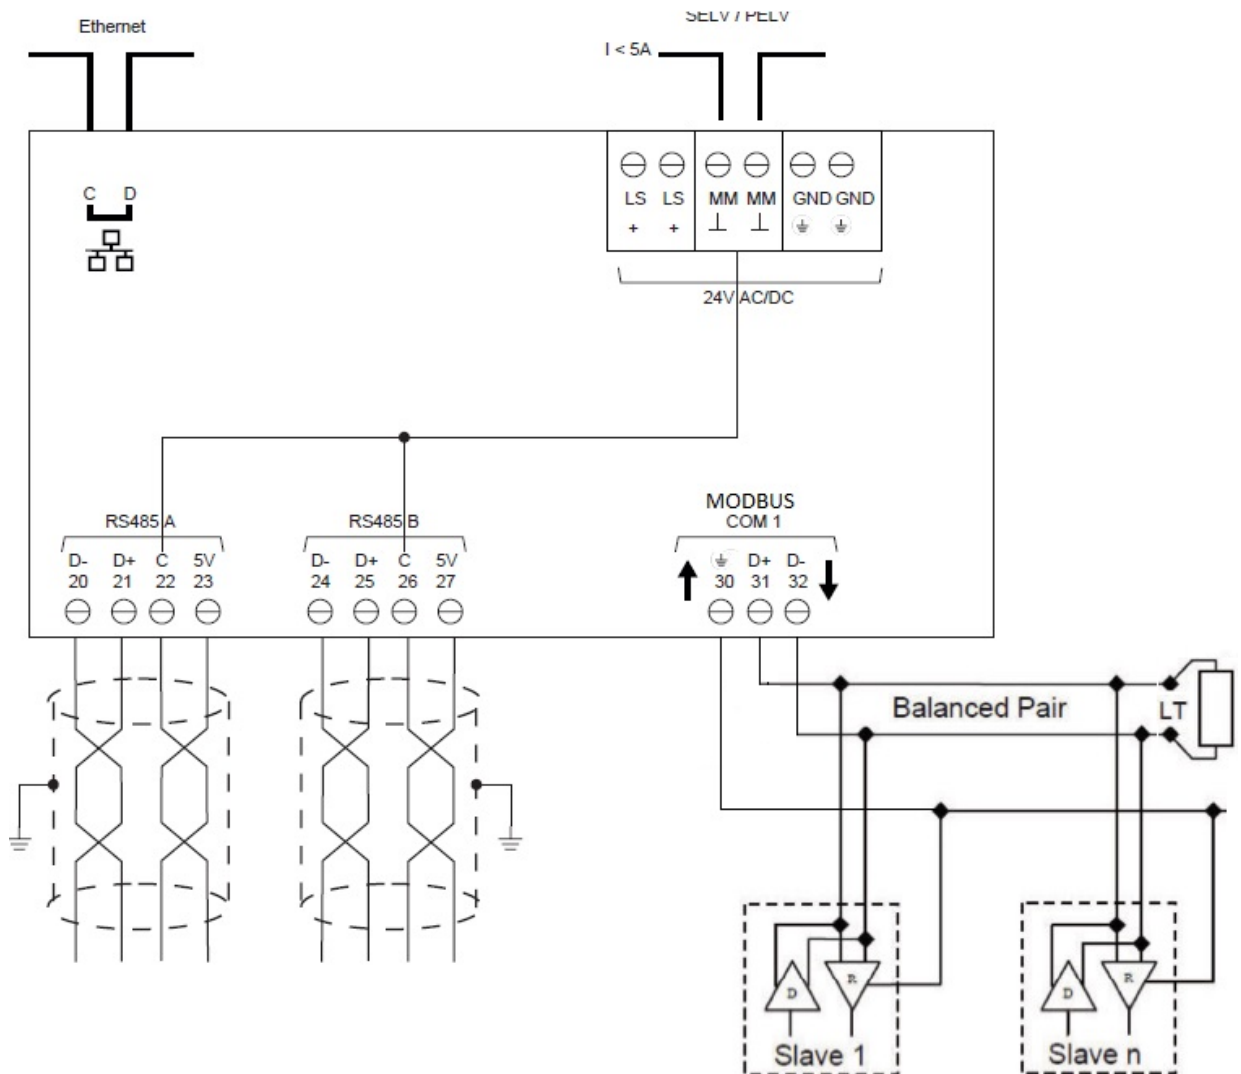 Ethernet
SELV / PELV
I < 5A
LS LS MM MM GND GND
+ +
24V AC/DC
C D
RS485 A
D- D+ C 5V
20 21 22 23
RS485 B
D- D+ C 5V
24 25 26 27
MODBUS
COM 1
D+ D-
30 31 32
Balanced Pair
LT
D R
Slave 1
D R
Slave n